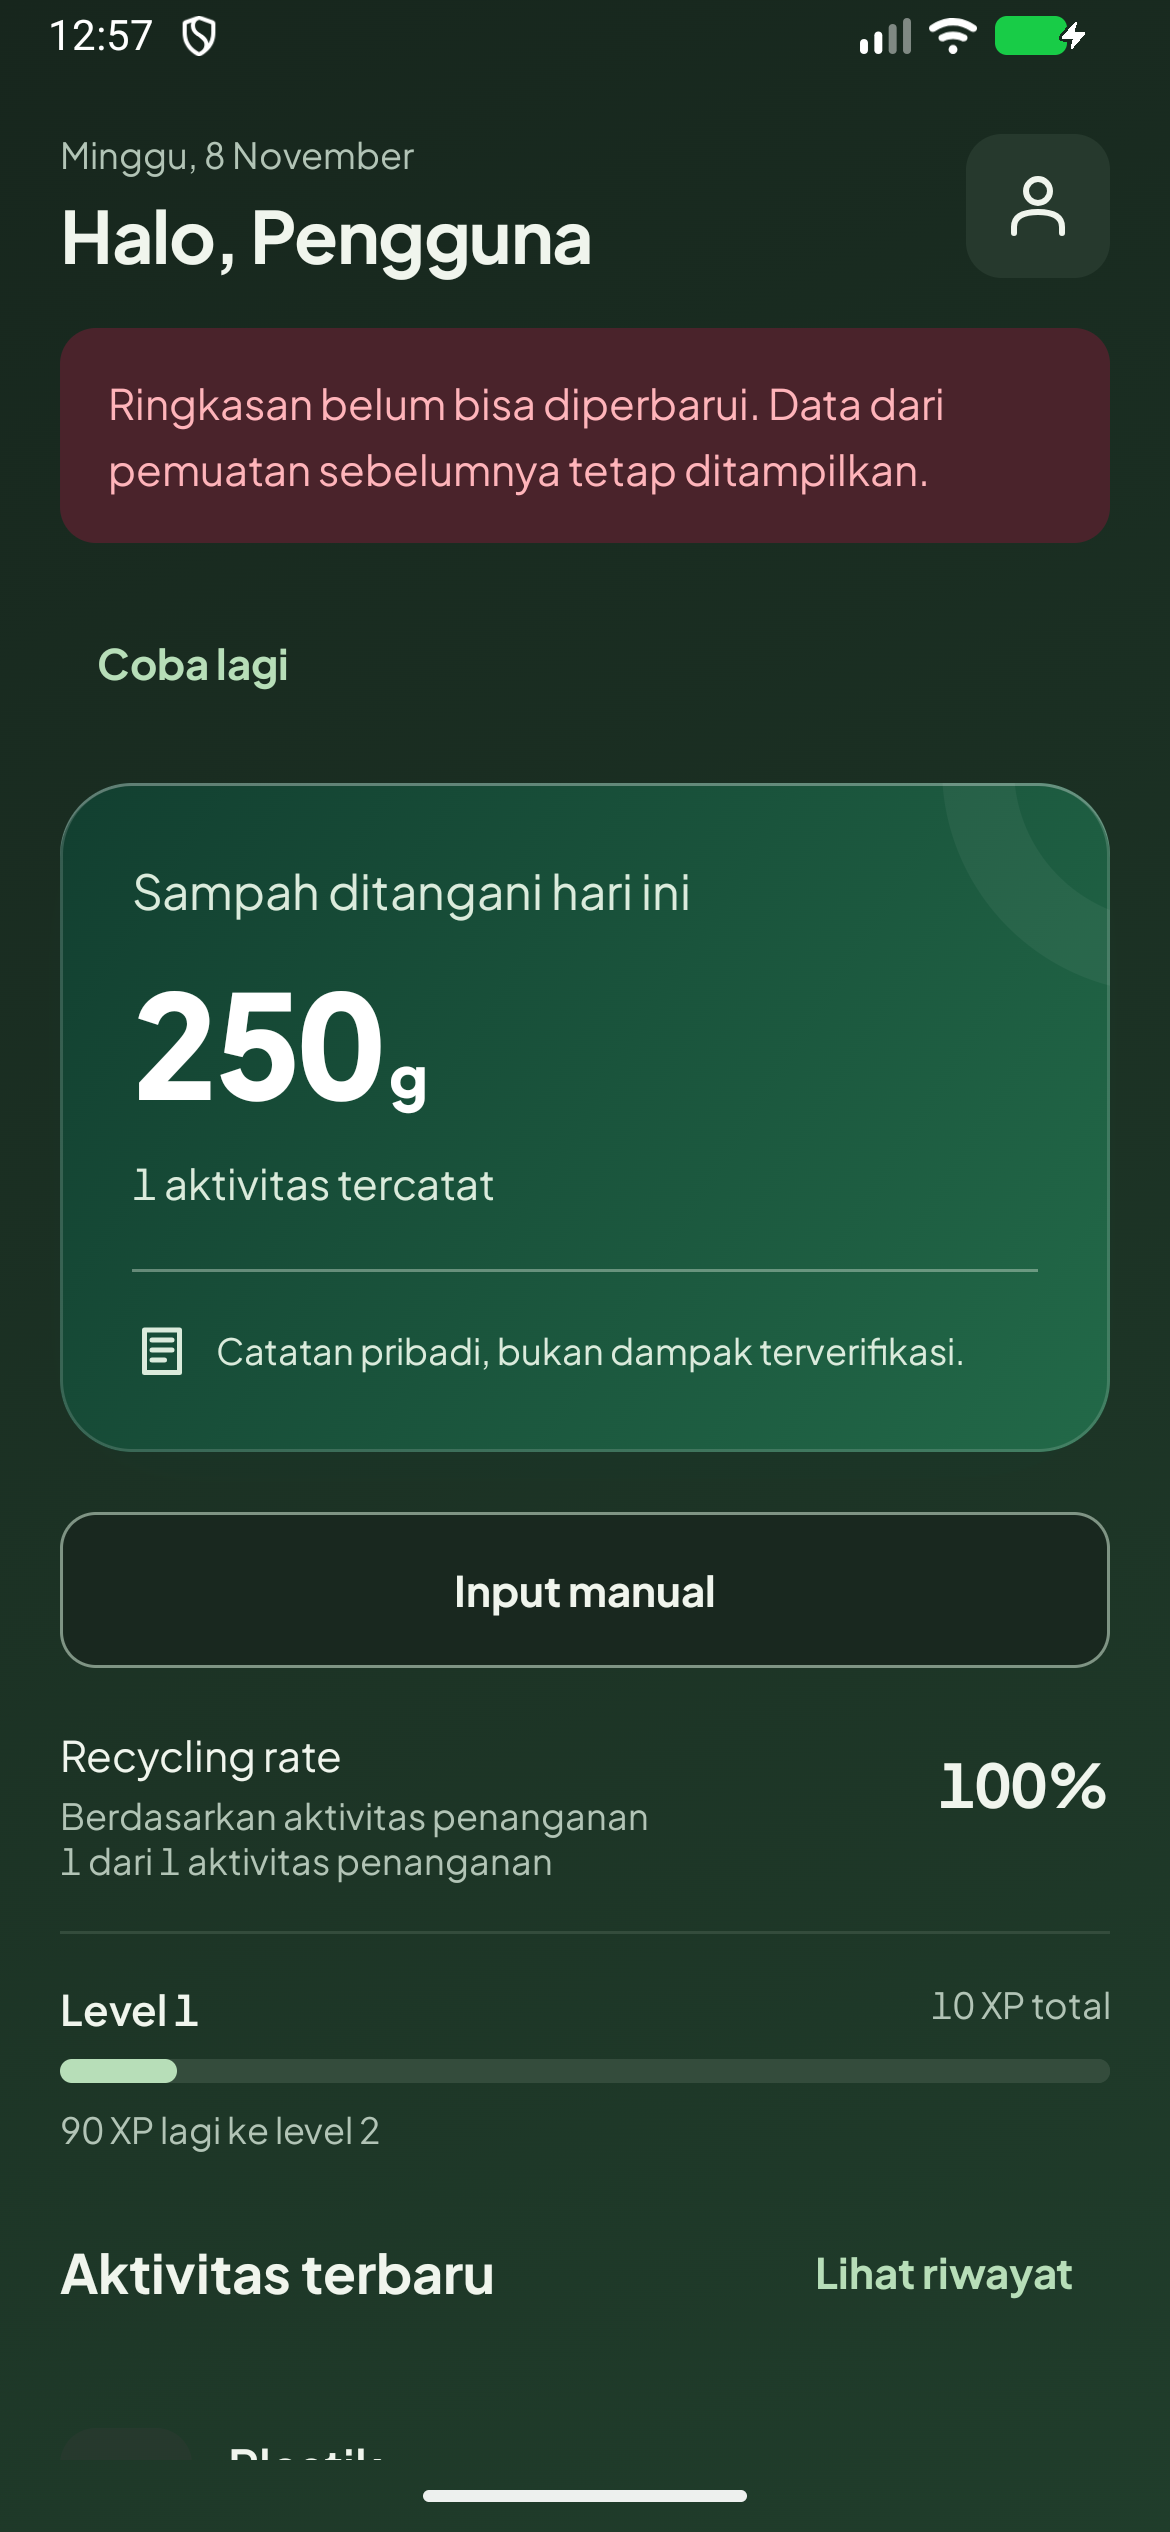 12:57
Minggu, 8 November
Halo, Pengguna
Ringkasan belum bisa diperbarui. Data dari
pemuatan sebelumnya tetap ditampilkan.
Coba lagi
Sampah ditangani hari ini
250g
1 aktivitas tercatat
Catatan pribadi, bukan dampak terverifikasi.
Input manual
Recycling rate
100%
Berdasarkan aktivitas penanganan
1 dari 1 aktivitas penanganan
Level 1
10 XP total
90 XP lagi ke level 2
Aktivitas terbaru
Lihat riwayat
Plastik